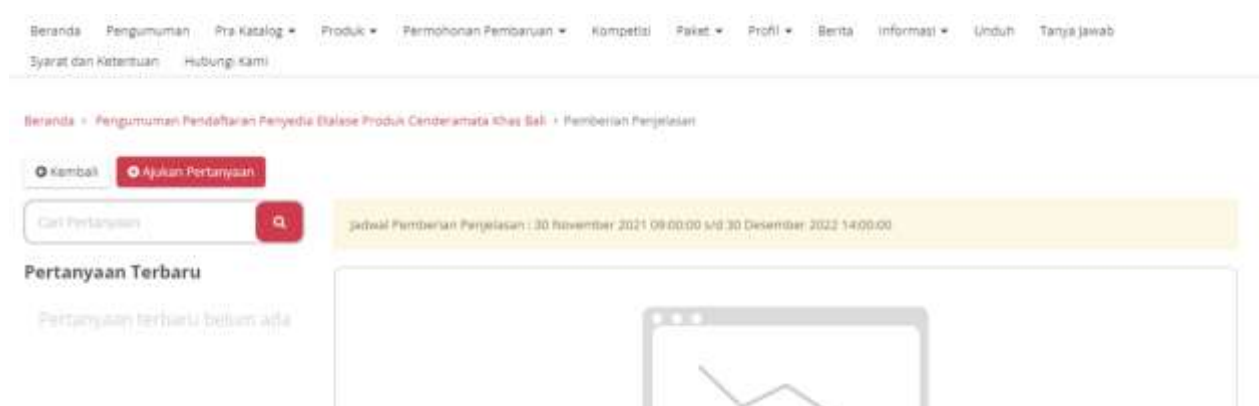 Beranda Pengumuman Pra Katalog Produk Permohonan Pembaruan Kompetisi Paket Profil Berita Informasi Unduh Tanya Jawab
Syarat dan Ketentuan Hubungi Kami
Beranda > Pengumuman Pendaftaran Penyedia Etalase Produk Cenderamata Khas Bali > Pemberian Penjelasan
Kembali Ajukan Pertanyaan
Cari Pertanyaan
Jadwal Pemberian Penjelasan : 30 November 2021 09:00:00 s/d 30 Desember 2022 14:00:00
Pertanyaan Terbaru
Pertanyaan terbaru belum ada